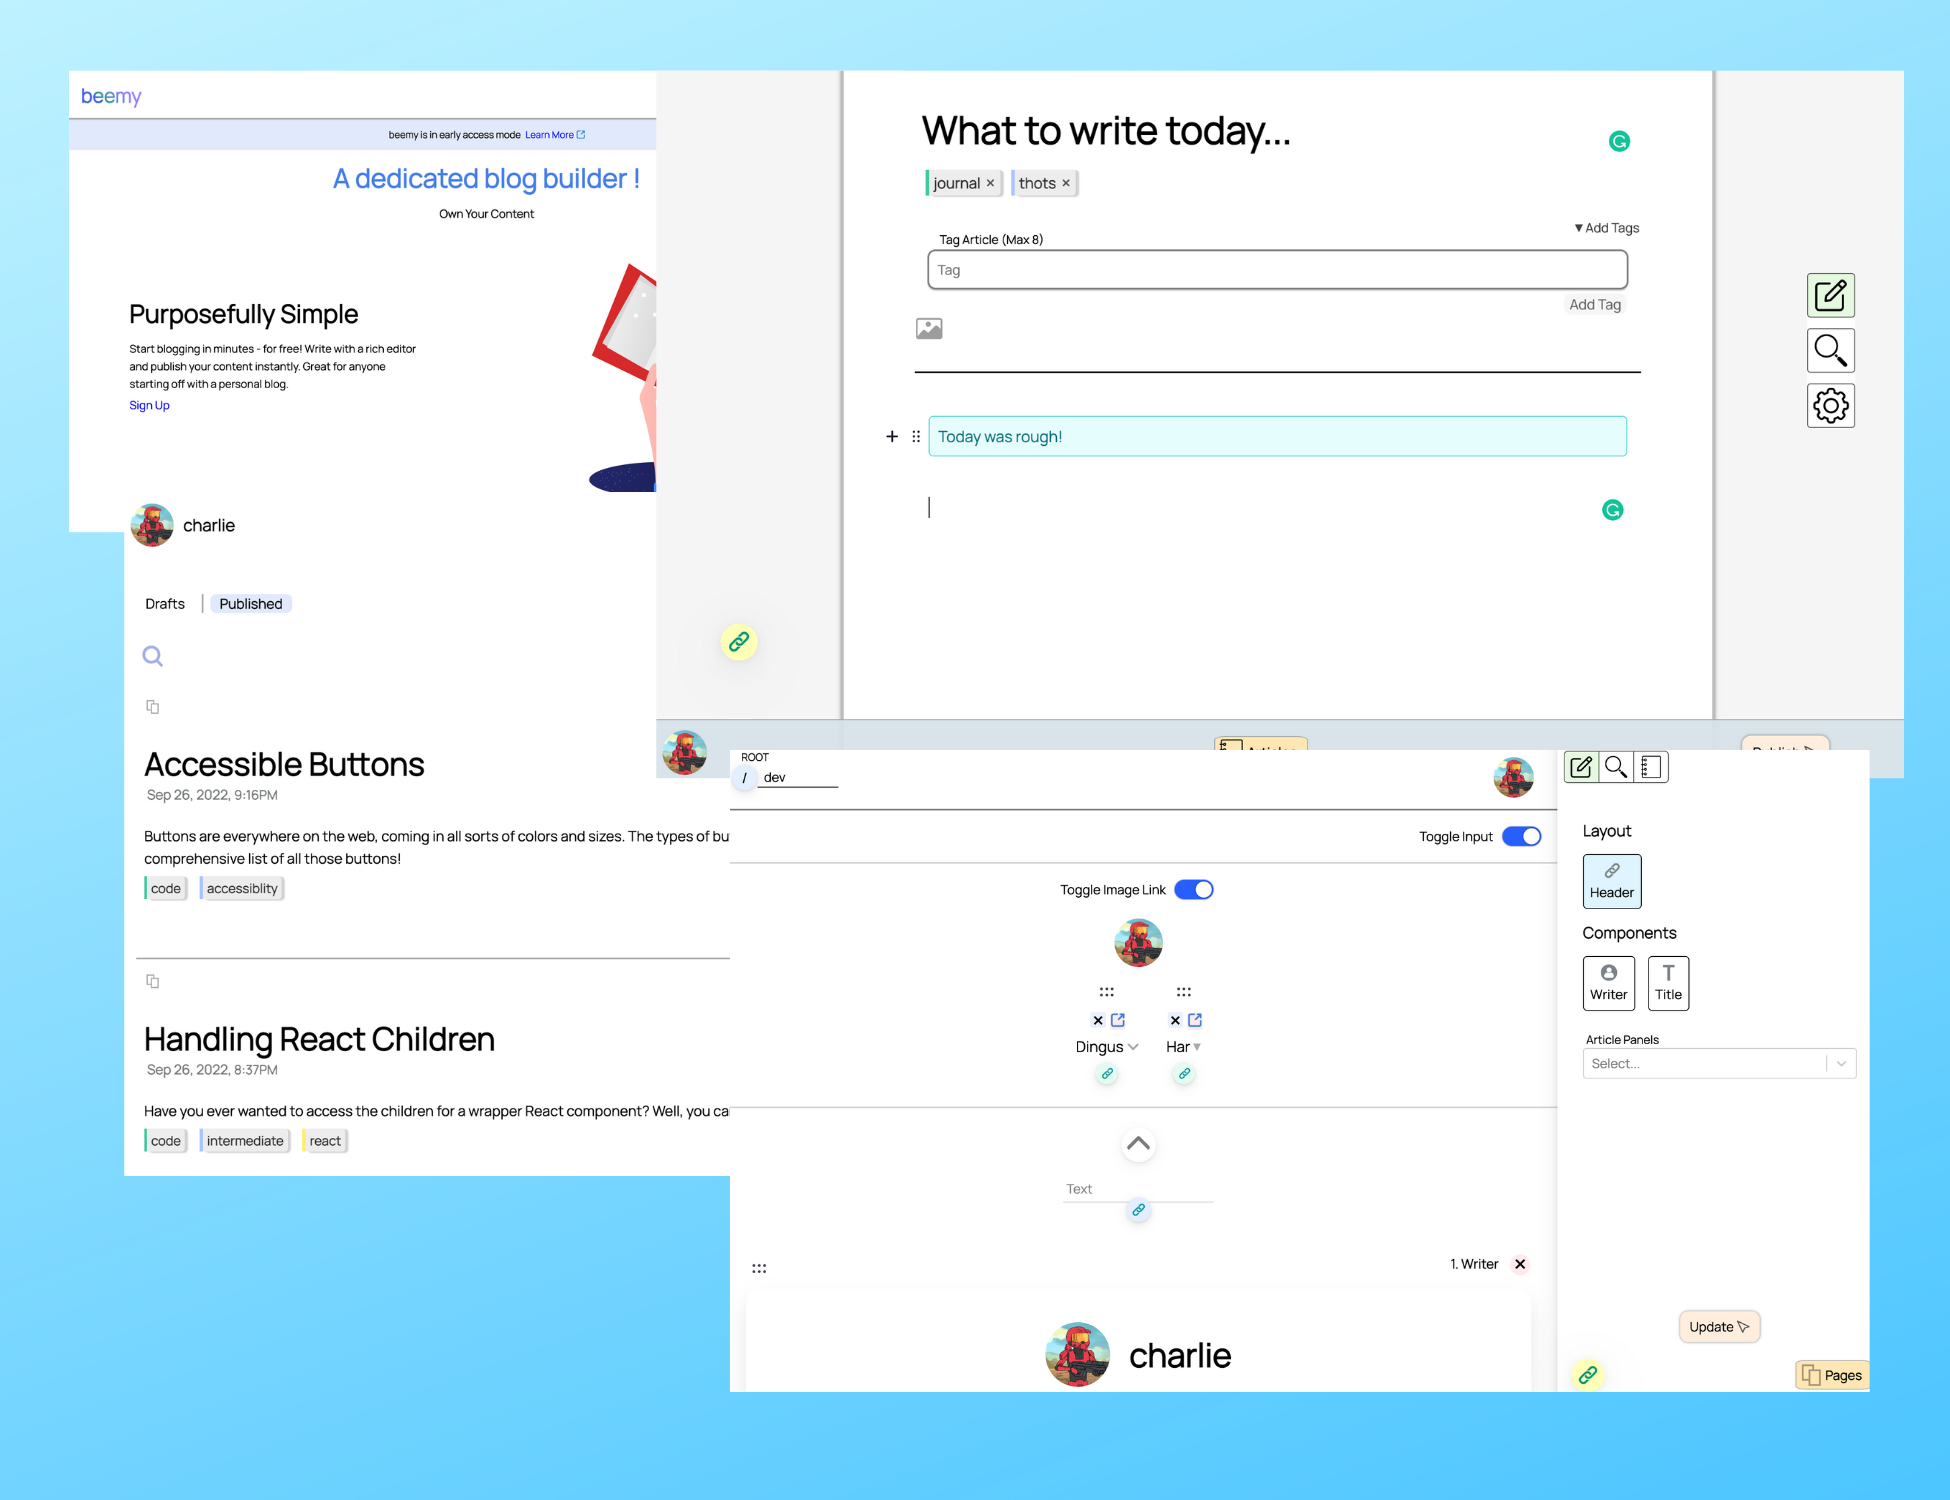 beemy
beemy is in early access mode Learn More
A dedicated blog builder !
Own Your Content
Purposefully Simple
Start blogging in minutes - for free! Write with a rich editor
and publish your content instantly. Great for anyone
starting off with a personal blog.
Sign Up
What to write today...
journal ×
thots ×
▾ Add Tags
Tag Article (Max 8)
Tag
Add Tag
+
Today was rough!
charlie
Drafts
Published
Accessible Buttons
Sep 26, 2022, 9:16PM
Buttons are everywhere on the web, coming in all sorts of colors and sizes. The types of bu
comprehensive list of all those buttons!
code
accessiblity
Handling React Children
Sep 26, 2022, 8:37PM
Have you ever wanted to access the children for a wrapper React component? Well, you ca
code
intermediate
react
ROOT
/ dev
Toggle Input
Toggle Image Link
Dingus
Har
Text
1. Writer
charlie
Layout
Header
Components
Writer
T
Title
Article Panels
Select...
Update
Pages